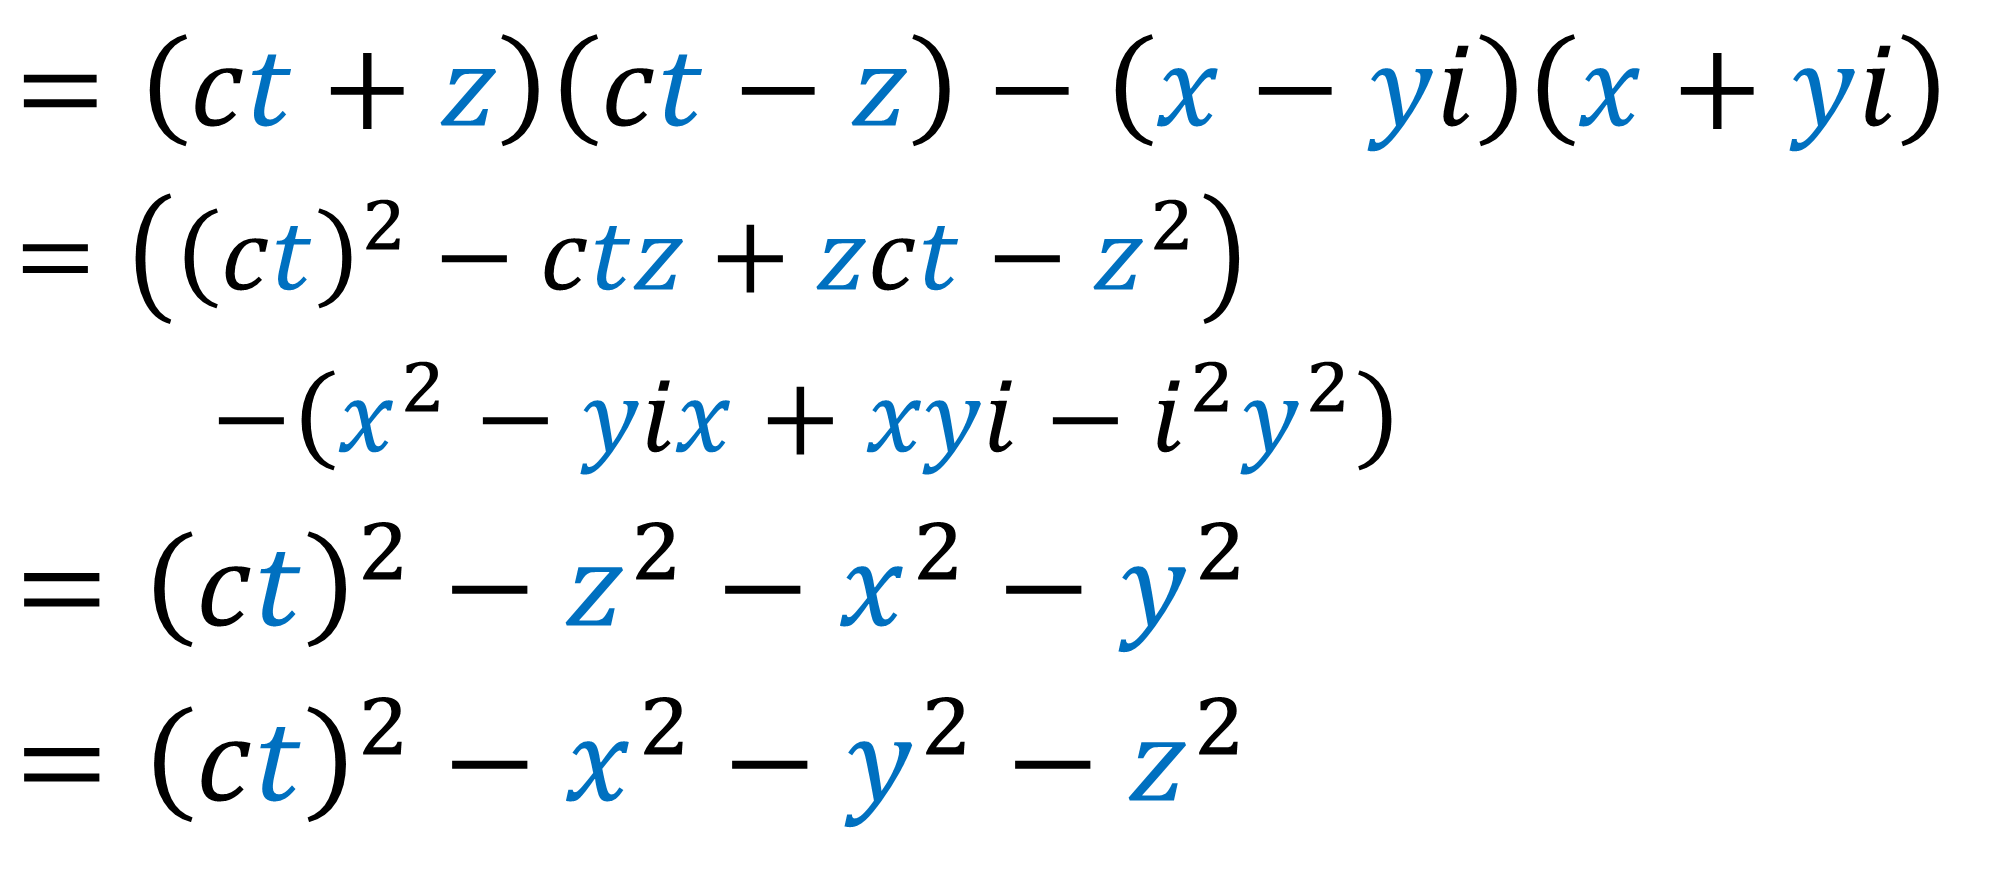 = (ct + z)(ct − z) − (x − yi)(x + yi)
= ((ct)² − ctz + zct − z²)
−(x² − yix + xyi − i²y²)
= (ct)² − z² − x² − y²
= (ct)² − x² − y² − z²